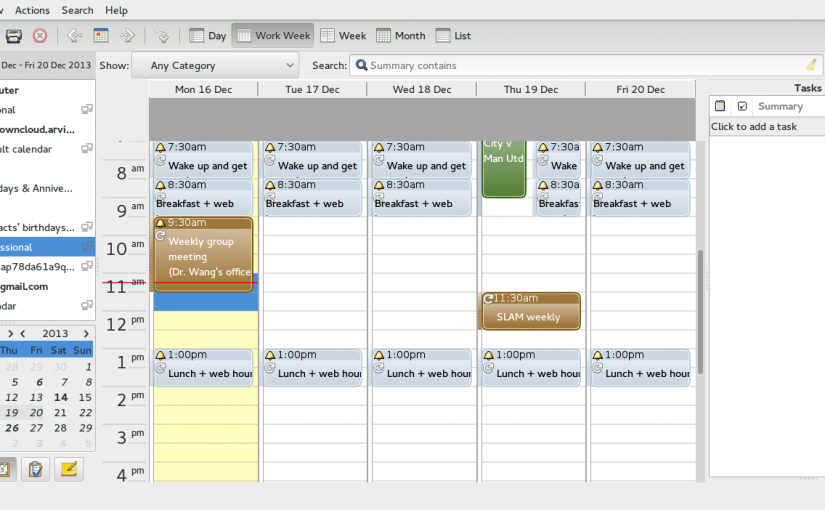 Actions Search Help
Day Work Week Week Month List
Dec - Fri 20 Dec 2013 Show: Any Category Search: Summary contains
Mon 16 Dec Tue 17 Dec Wed 18 Dec Thu 19 Dec Fri 20 Dec
Tasks
Summary
Click to add a task
uter
onal
owncloud,arvi...
ult calendar
days & Annive...
acts' birthdays...
ssional
ap78da61a9q...
gmail.com
ndar
2013
Thu Fri Sat Sun
28 29 30 1
5 6 7 8
12 13 14 15
19 20 21 22
26 27 28 29
2 3 4 5
7:30am 7:30am 7:30am City v 7:30a 7:30am
8 am Wake up and get Wake up and get Wake up and get Man Utd Wake Wake up and get
8:30am 8:30am 8:30am 8:30a 8:30am
9 am Breakfast + web Breakfast + web Breakfast + web Breakfas Breakfast + web
9:30am
10 am Weekly group
meeting
(Dr. Wang's office
11 am
11:30am
12 pm SLAM weekly
1 pm 1:00pm 1:00pm 1:00pm 1:00pm 1:00pm
Lunch + web hour Lunch + web hour Lunch + web hour Lunch + web hour Lunch + web hour
2 pm
3 pm
4 pm